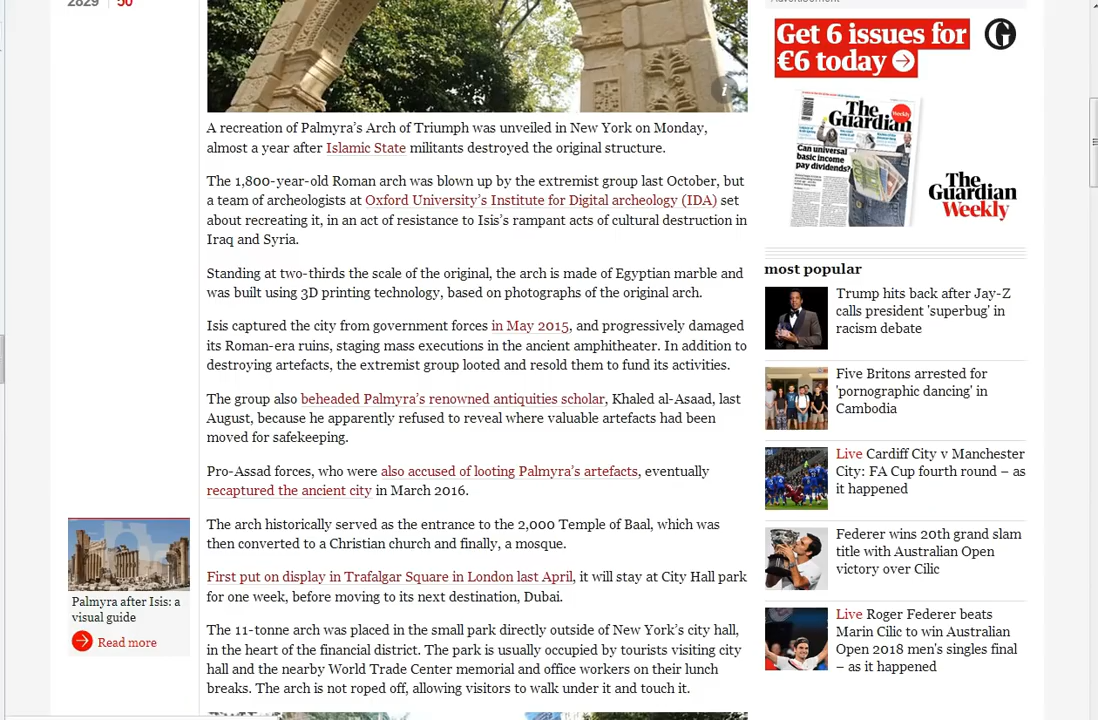 2829 50
A recreation of Palmyra's Arch of Triumph was unveiled in New York on Monday,
almost a year after Islamic State militants destroyed the original structure.
The 1,800-year-old Roman arch was blown up by the extremist group last October, but
a team of archeologists at Oxford University's Institute for Digital archeology (IDA) set
about recreating it, in an act of resistance to Isis's rampant acts of cultural destruction in
Iraq and Syria.
Standing at two-thirds the scale of the original, the arch is made of Egyptian marble and
was built using 3D printing technology, based on photographs of the original arch.
Isis captured the city from government forces in May 2015, and progressively damaged
its Roman-era ruins, staging mass executions in the ancient amphitheater. In addition to
destroying artefacts, the extremist group looted and resold them to fund its activities.
The group also beheaded Palmyra's renowned antiquities scholar, Khaled al-Asaad, last
August, because he apparently refused to reveal where valuable artefacts had been
moved for safekeeping.
Pro-Assad forces, who were also accused of looting Palmyra's artefacts, eventually
recaptured the ancient city in March 2016.
The arch historically served as the entrance to the 2,000 Temple of Baal, which was
then converted to a Christian church and finally, a mosque.
First put on display in Trafalgar Square in London last April, it will stay at City Hall park
for one week, before moving to its next destination, Dubai.
The 11-tonne arch was placed in the small park directly outside of New York's city hall,
in the heart of the financial district. The park is usually occupied by tourists visiting city
hall and the nearby World Trade Center memorial and office workers on their lunch
breaks. The arch is not roped off, allowing visitors to walk under it and touch it.
Palmyra after Isis: a
visual guide
Read more
Advertisement
Get 6 issues for
€6 today
G
The
Guardian
weekly
Can universal
basic income
pay dividends?
The
Guardian
Weekly
most popular
Trump hits back after Jay-Z
calls president 'superbug' in
racism debate
Five Britons arrested for
'pornographic dancing' in
Cambodia
Live Cardiff City v Manchester
City: FA Cup fourth round – as
it happened
Federer wins 20th grand slam
title with Australian Open
victory over Cilic
Live Roger Federer beats
Marin Cilic to win Australian
Open 2018 men's singles final
– as it happened